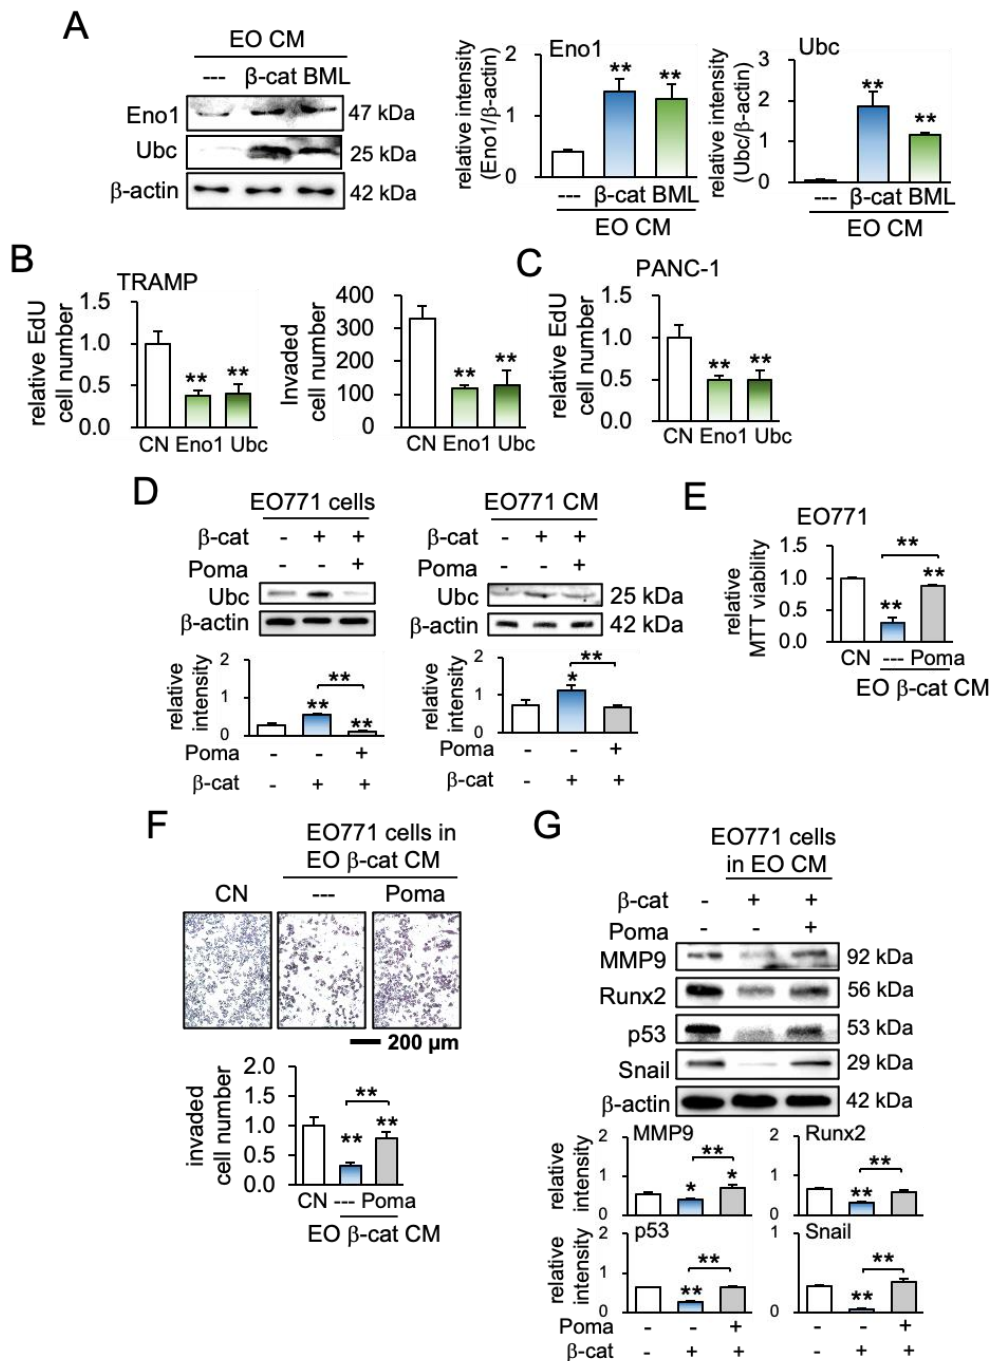 A
EO CM
--- β-cat BML
Eno1 47 kDa
Ubc 25 kDa
β-actin 42 kDa
relative intensity
(Eno1/β-actin)
Eno1
2
1
0
** **
--- β-cat BML
EO CM
relative intensity
(Ubc/β-actin)
Ubc
3
2
1
0
** **
--- β-cat BML
EO CM
B
TRAMP
relative EdU
cell number
1.5
1.0
0.5
0.0
** **
CN Eno1 Ubc
Invaded
cell number
400
300
200
100
0
** **
CN Eno1 Ubc
C
PANC-1
relative EdU
cell number
1.5
1.0
0.5
0.0
** **
CN Eno1 Ubc
D
EO771 cells
β-cat - + +
Poma - - +
Ubc
β-actin
relative
intensity
2
1
0
**
** **
Poma - - +
β-cat - + +
EO771 CM
β-cat - + +
Poma - - +
Ubc 25 kDa
β-actin 42 kDa
relative
intensity
2
1
0
**
*
Poma - - +
β-cat - + +
E
EO771
relative
MTT viability
1.5
1.0
0.5
0.0
**
** **
CN --- Poma
EO β-cat CM
F
EO771 cells in
EO β-cat CM
CN --- Poma
200 µm
invaded
cell number
2.0
1.5
1.0
0.5
0.0
**
** **
CN --- Poma
EO β-cat CM
G
EO771 cells
in EO CM
β-cat - + +
Poma - - +
MMP9 92 kDa
Runx2 56 kDa
p53 53 kDa
Snail 29 kDa
β-actin 42 kDa
relative
intensity
MMP9
2
1
0
**
* *
Runx2
2
1
0
**
**
relative
intensity
p53
2
1
0
**
**
Snail
1
0
**
**
Poma - - + - - +
β-cat - + + - + +